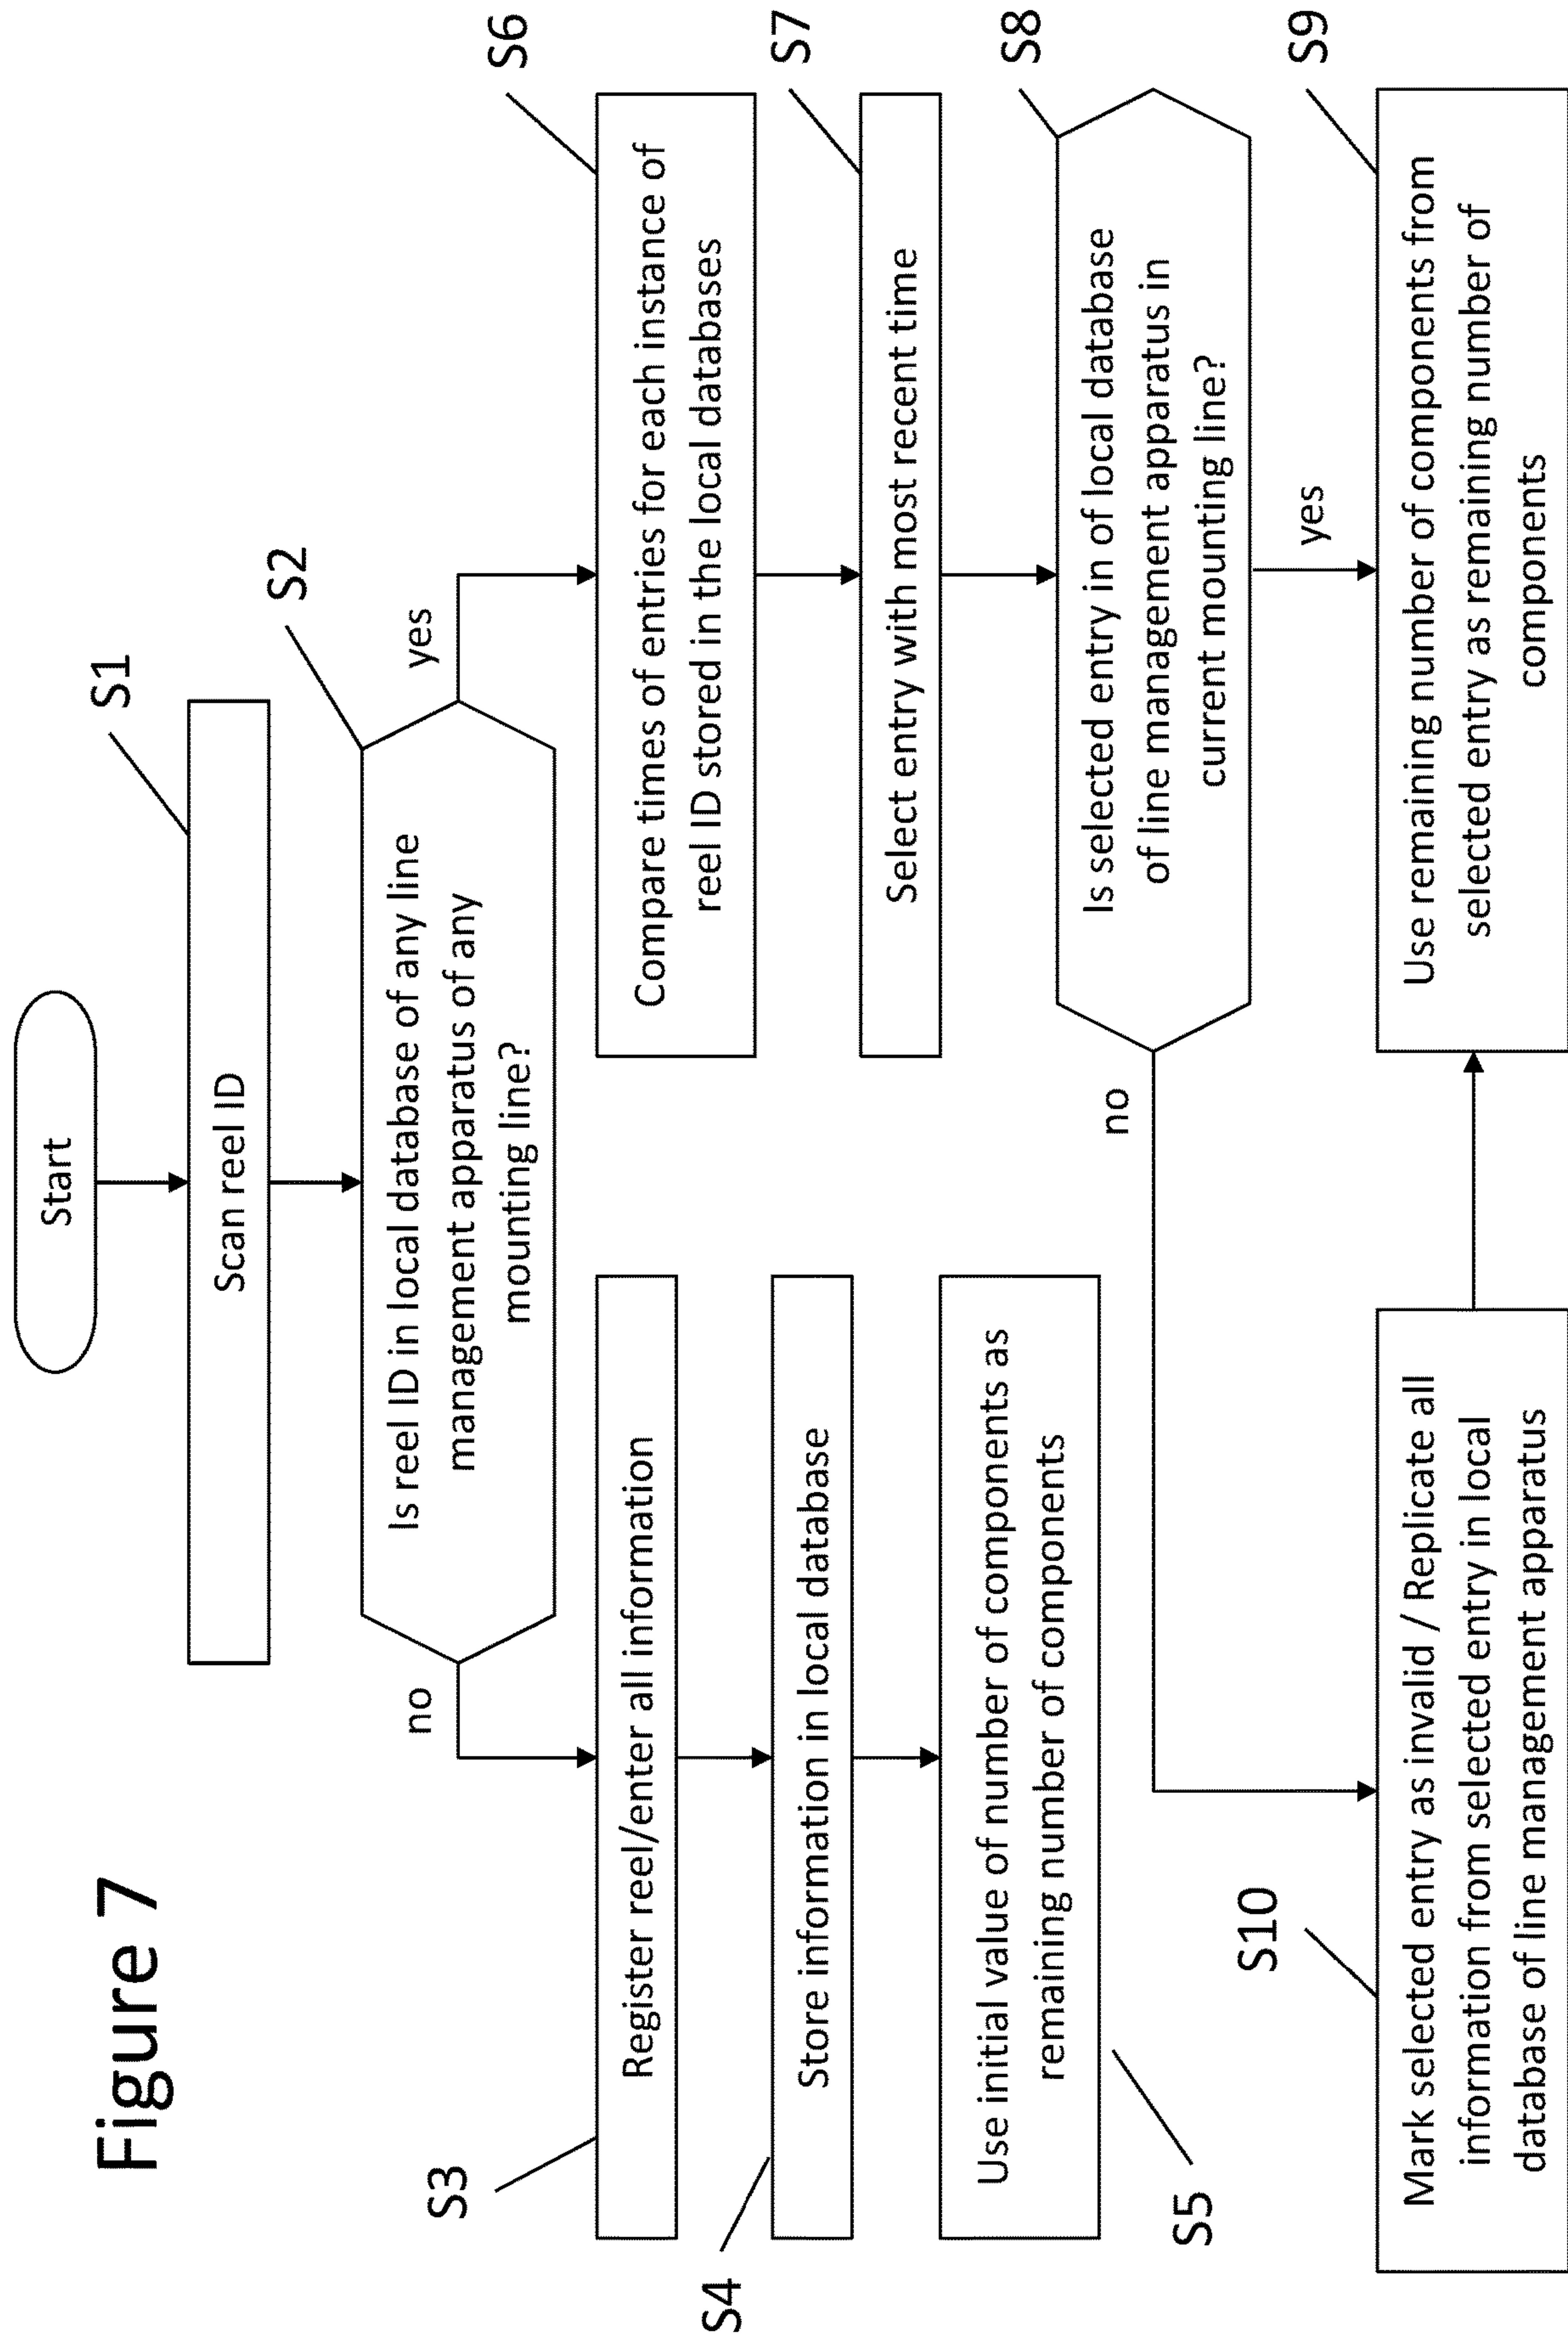 Figure 7
Start
S1
Scan reel ID
S2
Is reel ID in local database of any line
management apparatus of any
mounting line?
no
yes
S3
Register reel/enter all information
S4
Store information in local database
Use initial value of number of components as
remaining number of components
S5
S6
Compare times of entries for each instance of
reel ID stored in the local databases
S7
Select entry with most recent time
S8
Is selected entry in of local database
of line management apparatus in
current mounting line?
no
yes
S10
Mark selected entry as invalid / Replicate all
information from selected entry in local
database of line management apparatus
S9
Use remaining number of components from
selected entry as remaining number of
components